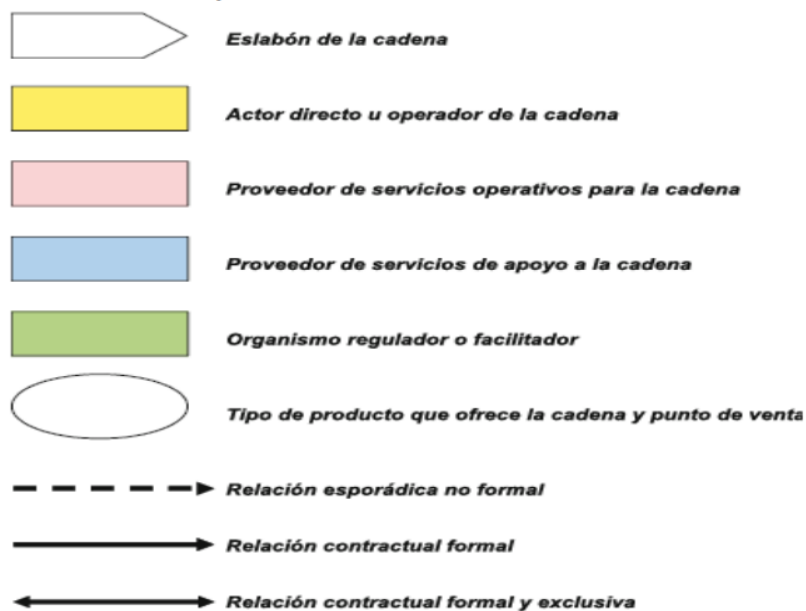 Eslabón de la cadena
Actor directo u operador de la cadena
Proveedor de servicios operativos para la cadena
Proveedor de servicios de apoyo a la cadena
Organismo regulador o facilitador
Tipo de producto que ofrece la cadena y punto de venta
Relación esporádica no formal
Relación contractual formal
Relación contractual formal y exclusiva